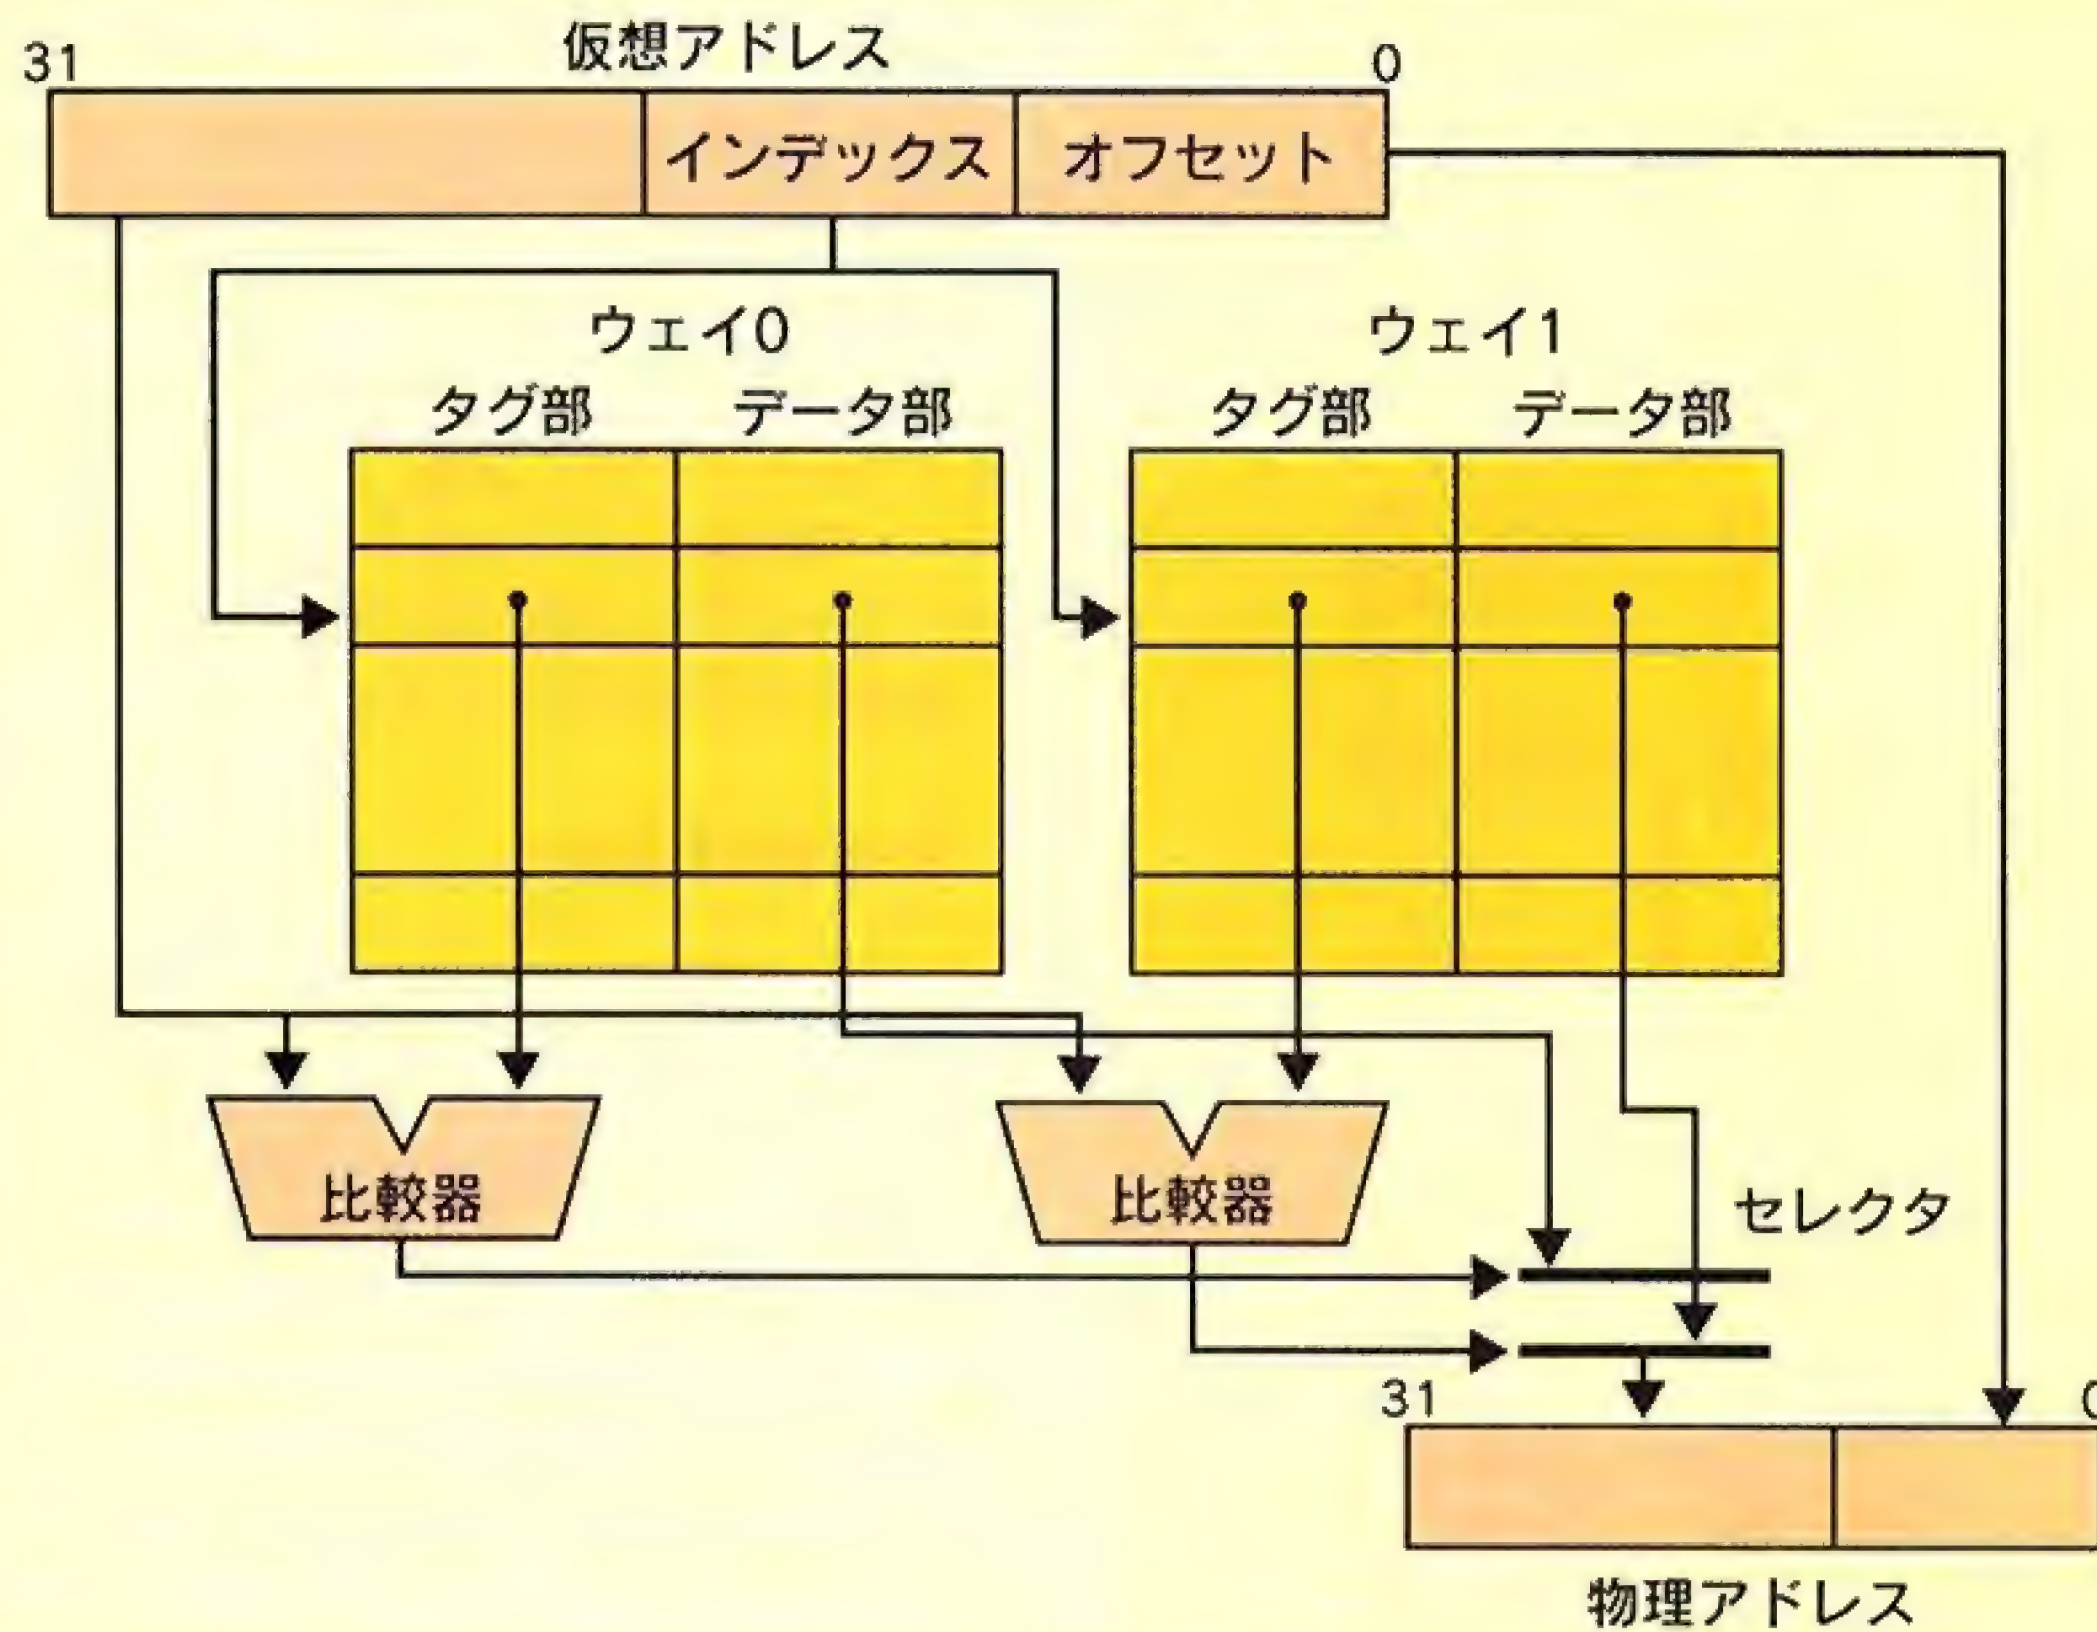 仮想アドレス
31
0
インデックス
オフセット
ウェイ0
ウェイ1
タグ部
データ部
タグ部
データ部
比較器
比較器
セレクタ
31
0
物理アドレス